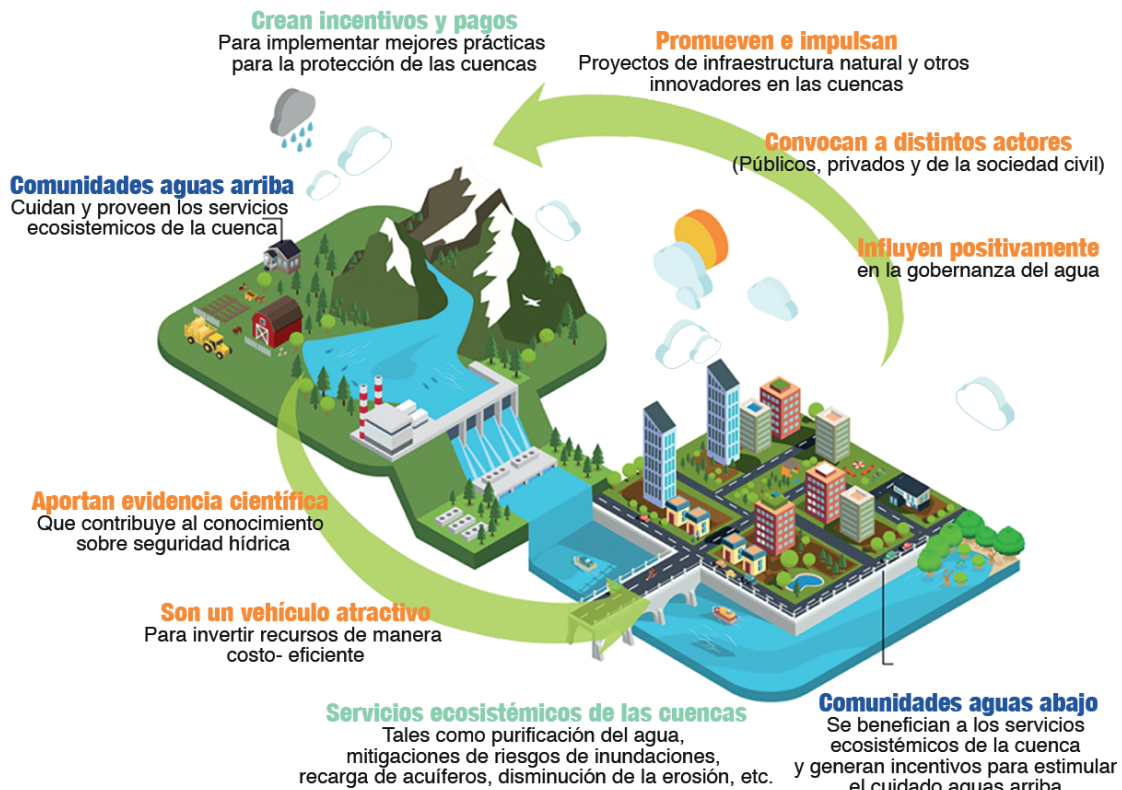 Crean incentivos y pagos
Para implementar mejores prácticas
para la protección de las cuencas
Promueven e impulsan
Proyectos de infraestructura natural y otros
innovadores en las cuencas
Convocan a distintos actores
(Públicos, privados y de la sociedad civil)
Comunidades aguas arriba
Cuidan y proveen los servicios
ecosistemicos de la cuenca
Influyen positivamente
en la gobernanza del agua
Aportan evidencia científica
Que contribuye al conocimiento
sobre seguridad hídrica
Son un vehículo atractivo
Para invertir recursos de manera
costo- eficiente
Servicios ecosistémicos de las cuencas
Tales como purificación del agua,
mitigaciones de riesgos de inundaciones,
recarga de acuíferos, disminución de la erosión, etc.
Comunidades aguas abajo
Se benefician a los servicios
ecosistémicos de la cuenca
y generan incentivos para estimular
el cuidado aguas arriba